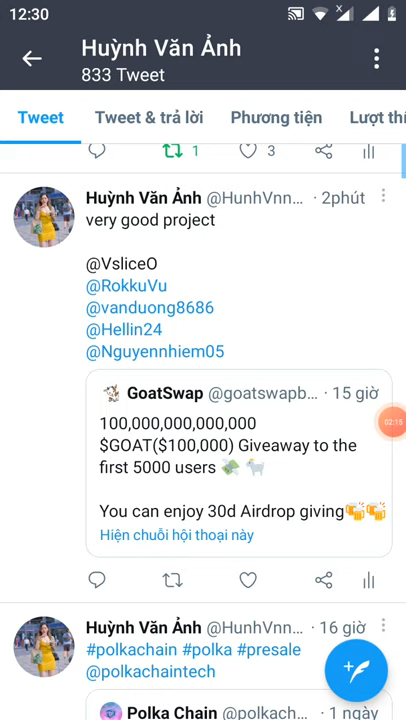 12:30
Huỳnh Văn Ảnh
833 Tweet
Tweet Tweet & trả lời Phương tiện Lượt thí
1 3
Huỳnh Văn Ảnh @HunhVnn... · 2phút
very good project
@VsliceO
@RokkuVu
@vanduong8686
@Hellin24
@Nguyennhiem05
GoatSwap @goatswapb... · 15 giờ
100,000,000,000,000
$GOAT($100,000) Giveaway to the
first 5000 users 💸 🐐
You can enjoy 30d Airdrop giving🍻🍻
Hiện chuỗi hội thoại này
02:15
Huỳnh Văn Ảnh @HunhVnn... · 16 giờ
#polkachain #polka #presale
@polkachaintech
Polka Chain @polkach... · 1 ngày